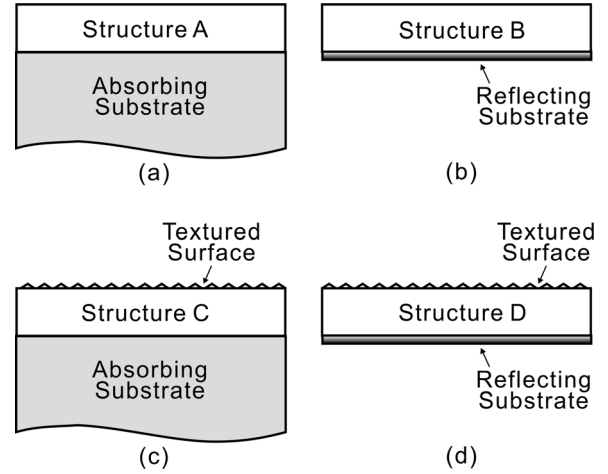 Structure A
Absorbing
Substrate
(a)
Structure B
Reflecting
Substrate
(b)
Textured
Surface
Structure C
Absorbing
Substrate
(c)
Textured
Surface
Structure D
Reflecting
Substrate
(d)